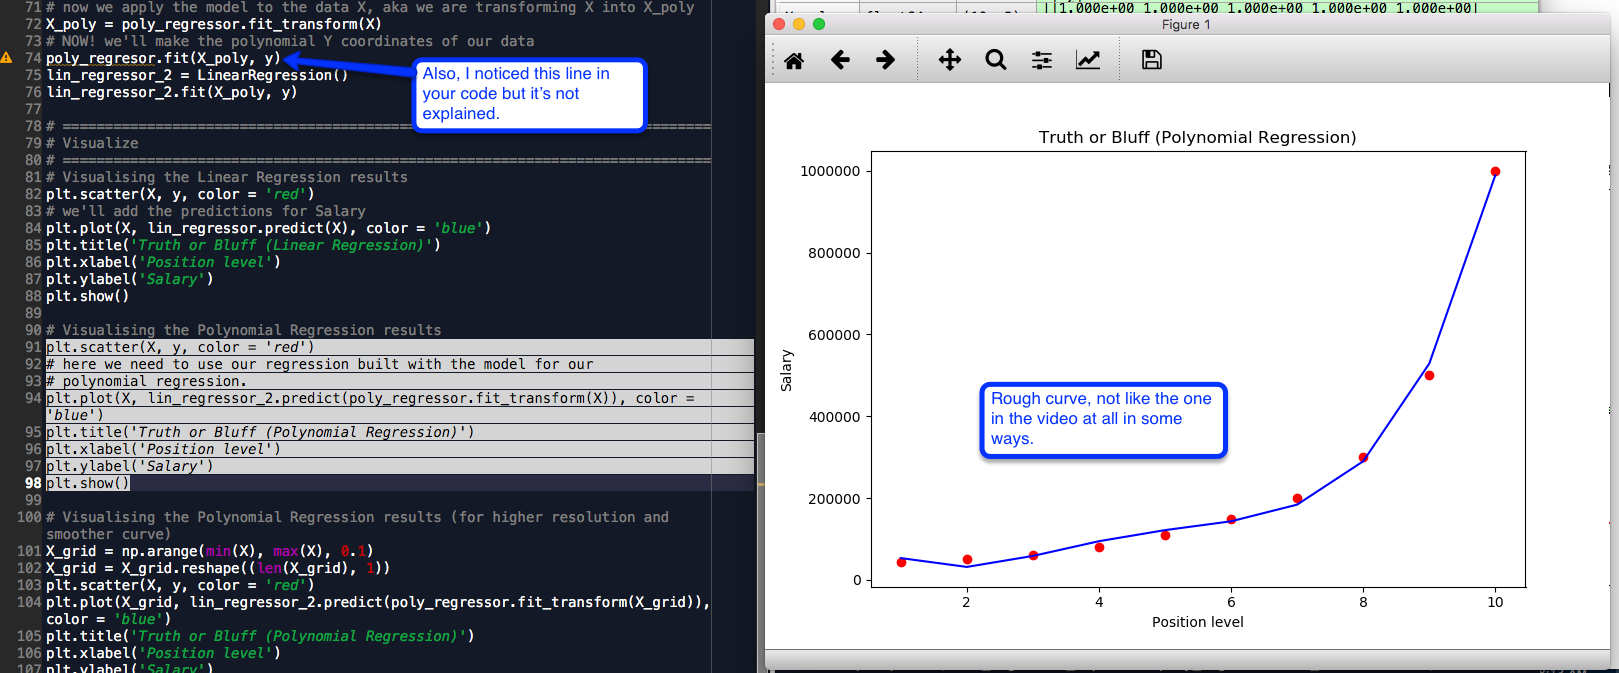 71 # now we apply the model to the data X, aka we are transforming X into X_poly
72 X_poly = poly_regressor.fit_transform(X)
73 # NOW! we'll make the polynomial Y coordinates of our data
74 poly_regresor.fit(X_poly, y)
75 lin_regressor_2 = LinearRegression()
76 lin_regressor_2.fit(X_poly, y)
77
78 # =============================================================================
79 # Visualize
80 # =============================================================================
81 # Visualising the Linear Regression results
82 plt.scatter(X, y, color = 'red')
83 # we'll add the predictions for Salary
84 plt.plot(X, lin_regressor.predict(X), color = 'blue')
85 plt.title('Truth or Bluff (Linear Regression)')
86 plt.xlabel('Position level')
87 plt.ylabel('Salary')
88 plt.show()
89
90 # Visualising the Polynomial Regression results
91 plt.scatter(X, y, color = 'red')
92 # here we need to use our regression built with the model for our
93 # polynomial regression.
94 plt.plot(X, lin_regressor_2.predict(poly_regressor.fit_transform(X)), color =
'blue')
95 plt.title('Truth or Bluff (Polynomial Regression)')
96 plt.xlabel('Position level')
97 plt.ylabel('Salary')
98 plt.show()
99
100 # Visualising the Polynomial Regression results (for higher resolution and
smoother curve)
101 X_grid = np.arange(min(X), max(X), 0.1)
102 X_grid = X_grid.reshape((len(X_grid), 1))
103 plt.scatter(X, y, color = 'red')
104 plt.plot(X_grid, lin_regressor_2.predict(poly_regressor.fit_transform(X_grid)),
color = 'blue')
105 plt.title('Truth or Bluff (Polynomial Regression)')
106 plt.xlabel('Position level')
107 plt.ylabel('Salary')
Also, I noticed this line in
your code but it's not
explained.
[[1.000e+00 1.000e+00 1.000e+00 1.000e+00 1.000e+00]
Figure 1
Truth or Bluff (Polynomial Regression)
1000000
800000
600000
400000
200000
0
Salary
Rough curve, not like the one
in the video at all in some
ways.
2 4 6 8 10
Position level